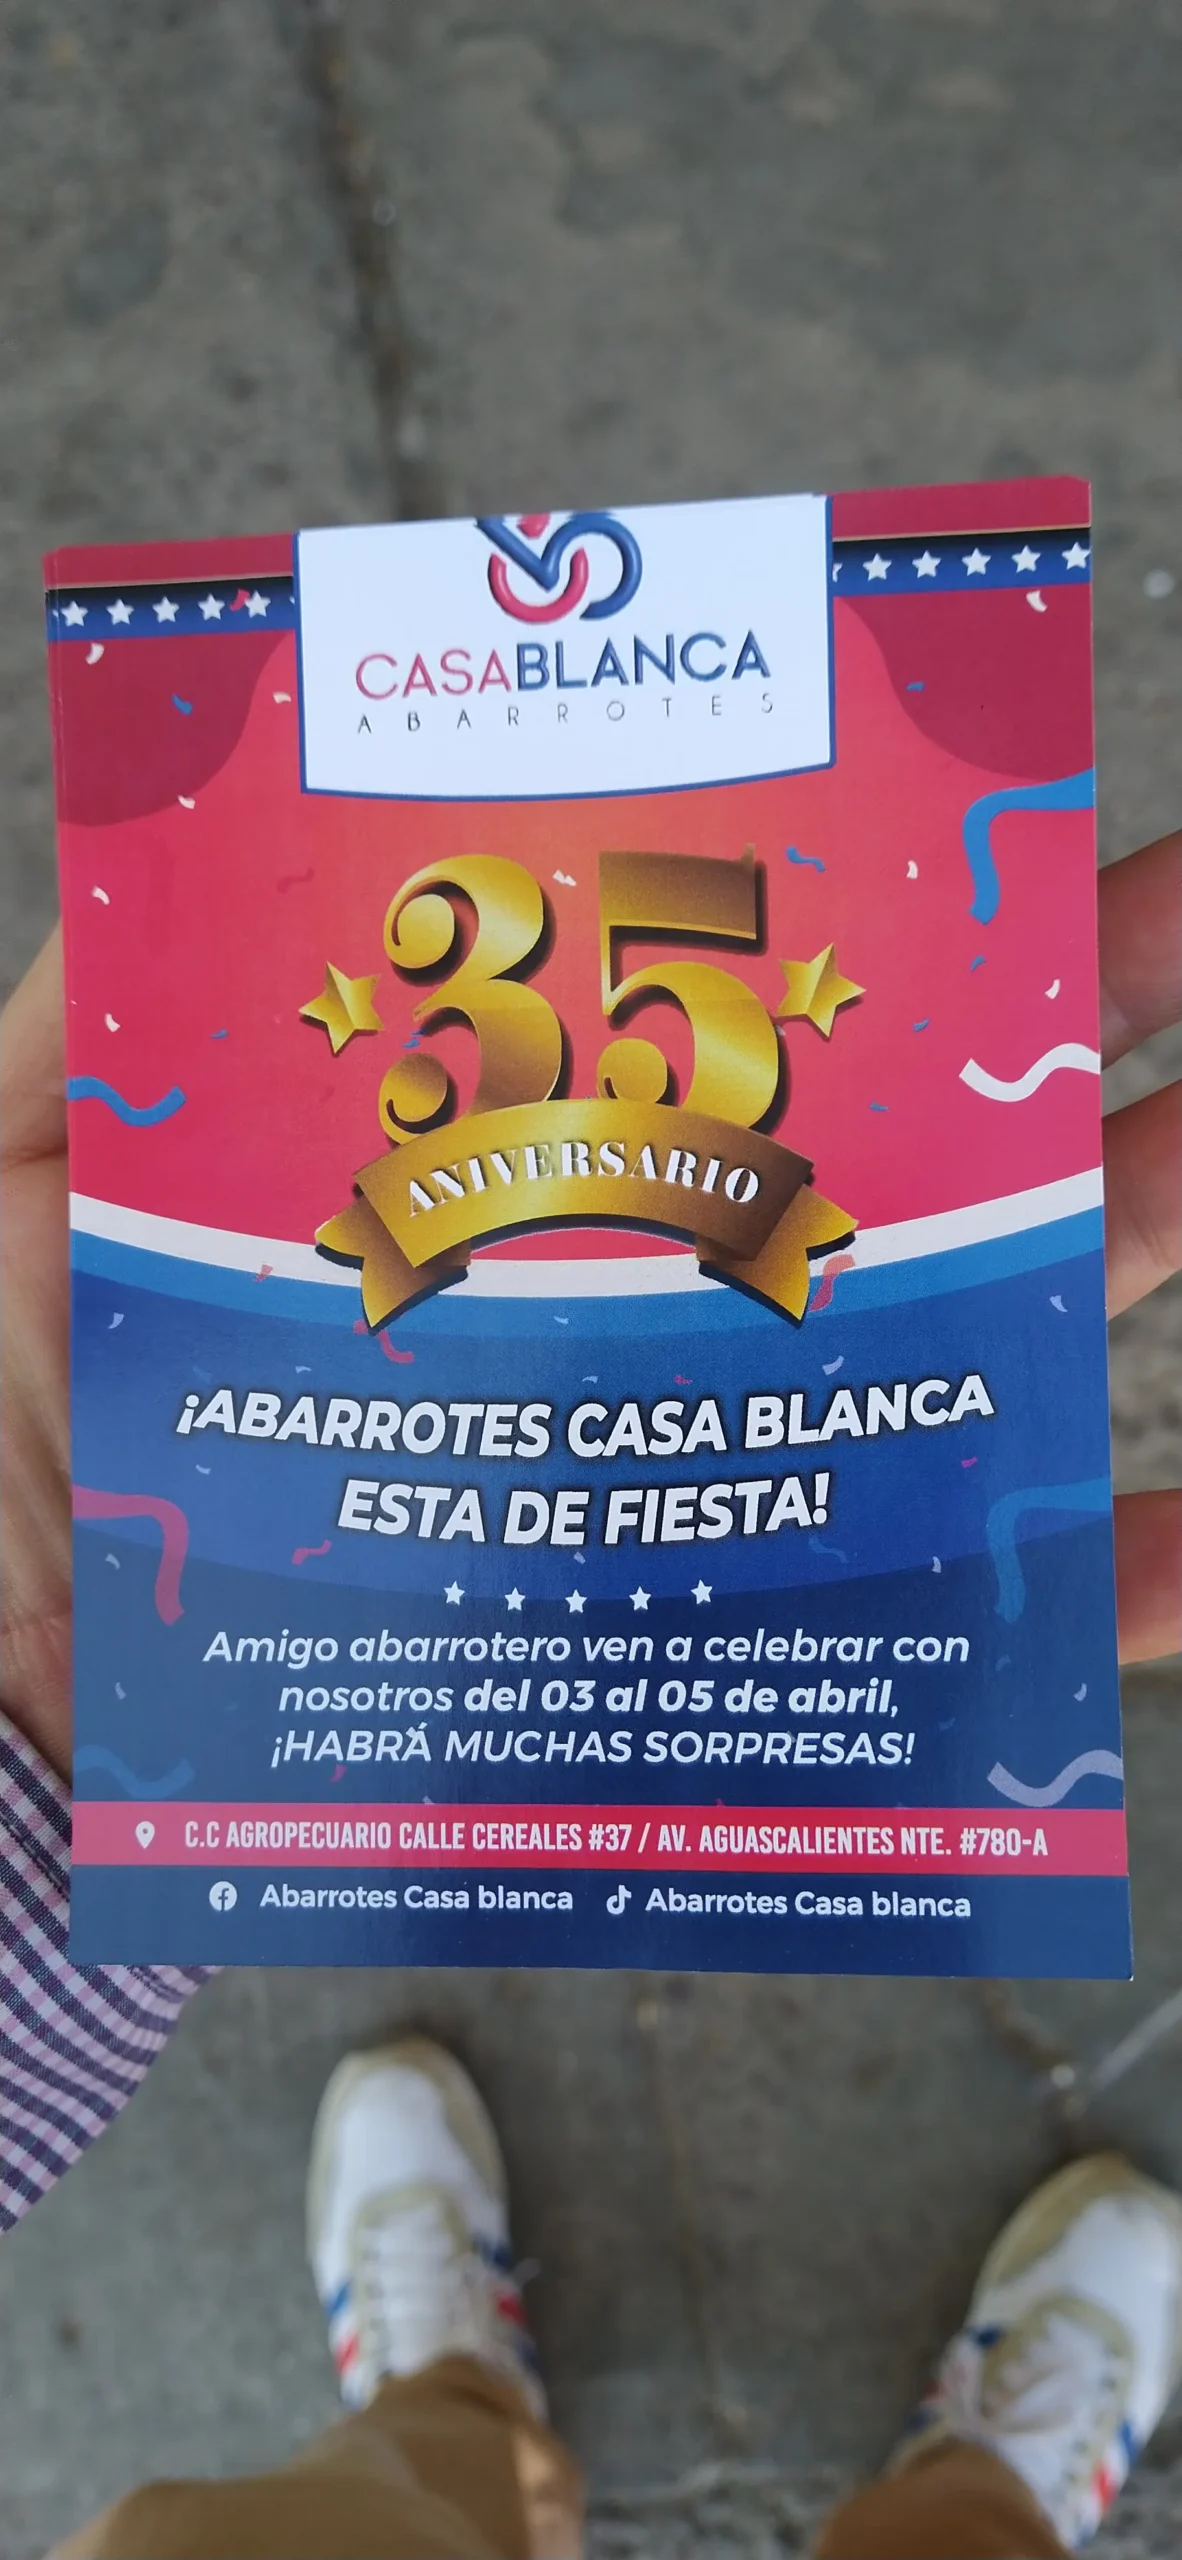 CASABLANCA
ABARROTES
35
ANIVERSARIO
¡ABARROTES CASA BLANCA
ESTA DE FIESTA!
Amigo abarrotero ven a celebrar con
nosotros del 03 al 05 de abril,
¡HABRÁ MUCHAS SORPRESAS!
C.C AGROPECUARIO CALLE CEREALES #37 / AV. AGUASCALIENTES NTE. #780-A
Abarrotes Casa blanca Abarrotes Casa blanca